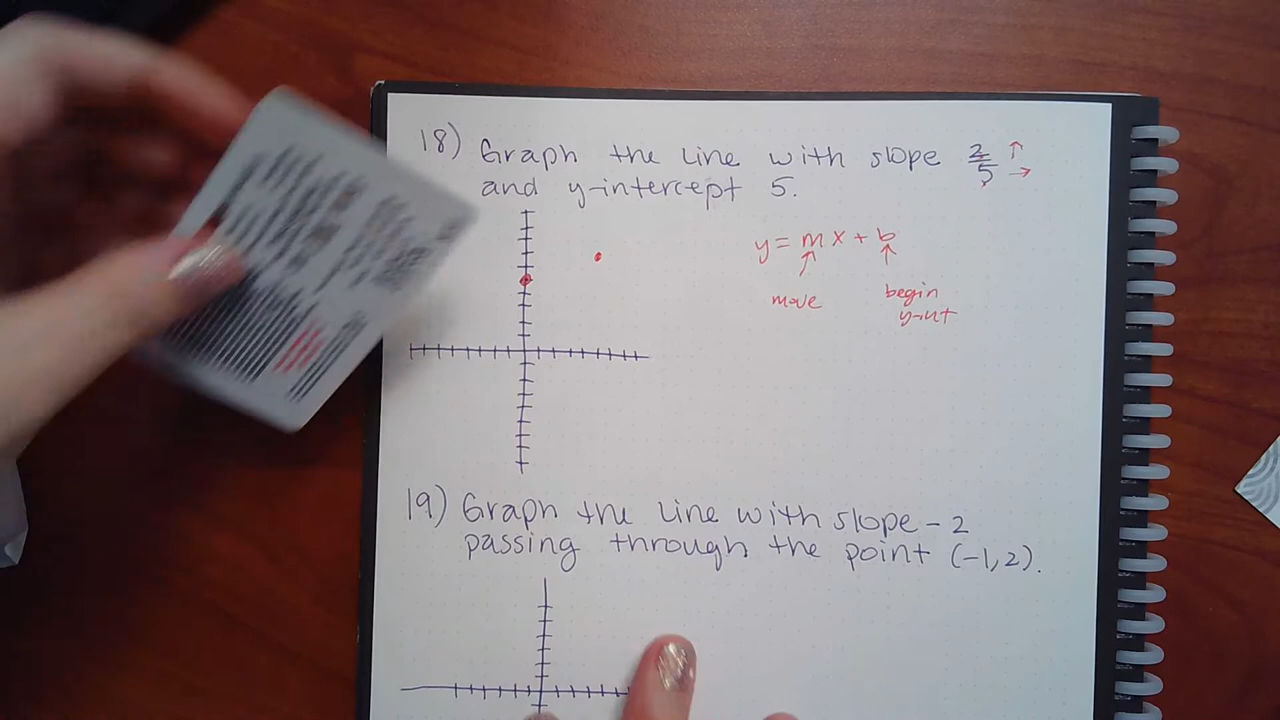 18) Graph the line with slope 2/5 ↑ →
and y-intercept 5.
y = mx + b
move
begin
y-int
19) Graph the line with slope -2
passing through the point (-1,2).